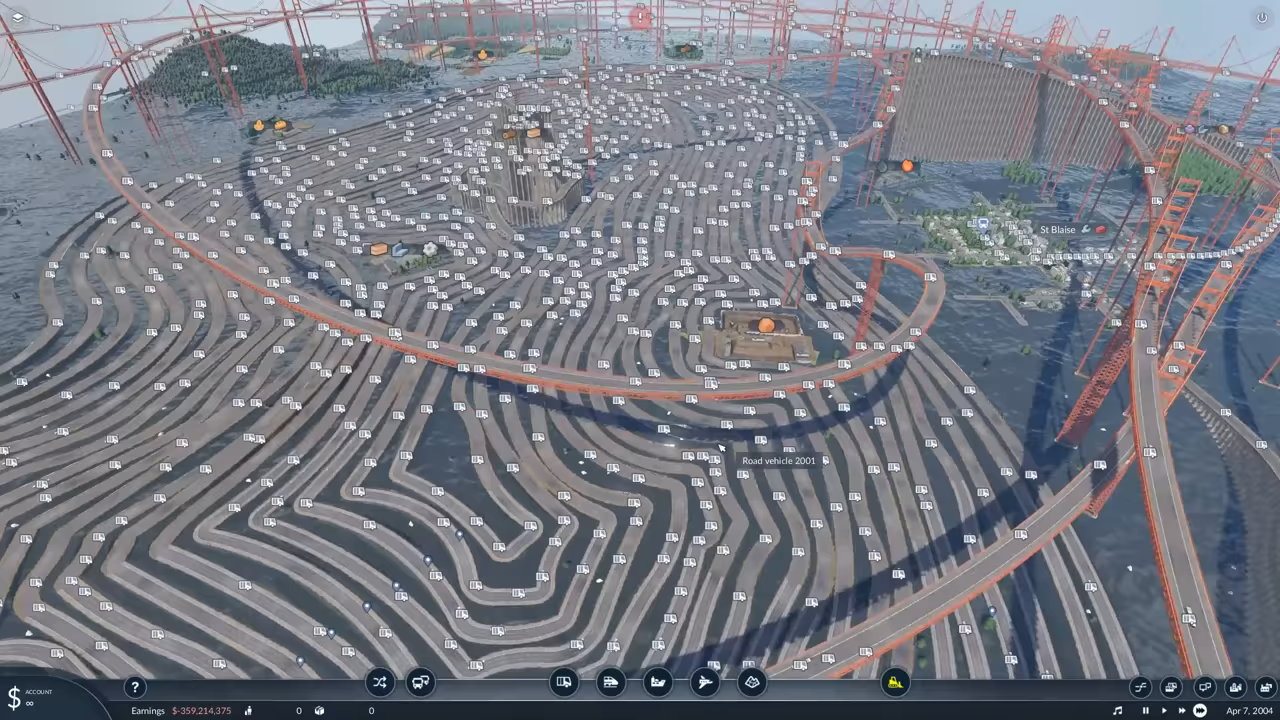 St Blaise
Road vehicle 2001
$ ACCOUNT
∞
?
Earnings $-359,214,375 0 0
Apr 7, 2004